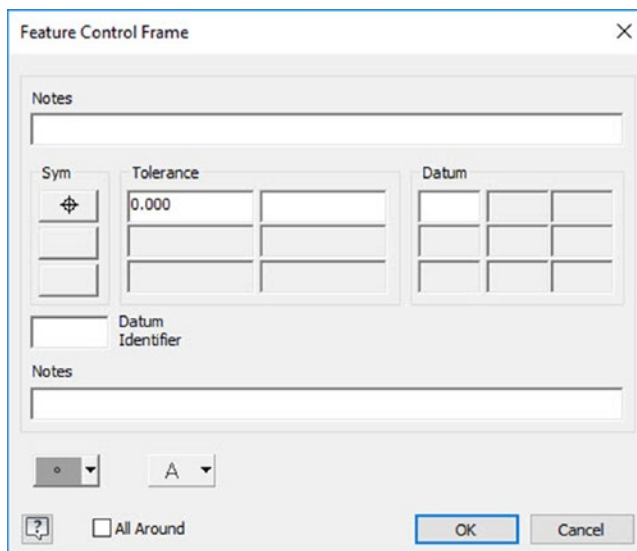 Feature Control Frame
Notes
Sym
Tolerance
Datum
0.000
Datum
Identifier
Notes
A
?
All Around
OK
Cancel